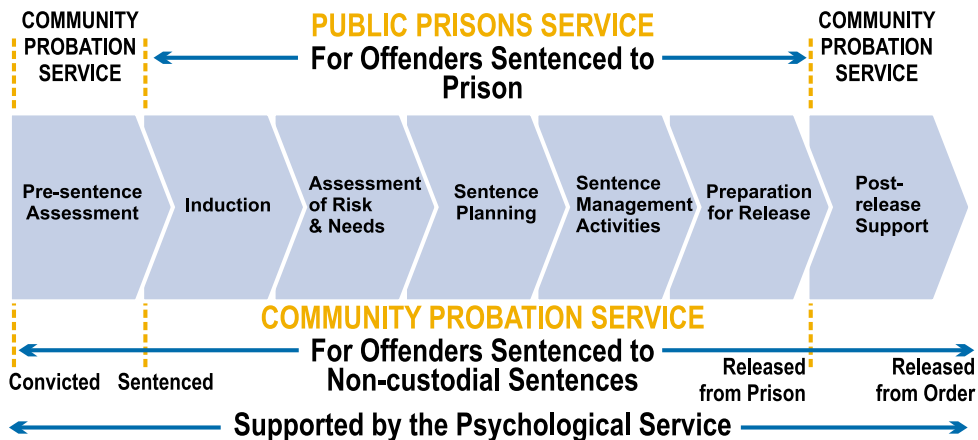 COMMUNITY
PROBATION
SERVICE
PUBLIC PRISONS SERVICE
For Offenders Sentenced to
Prison
COMMUNITY
PROBATION
SERVICE
Pre-sentence
Assessment
Induction
Assessment
of Risk
& Needs
Sentence
Planning
Sentence
Management
Activities
Preparation
for Release
Post-
release
Support
COMMUNITY PROBATION SERVICE
For Offenders Sentenced to
Non-custodial Sentences
Convicted
Sentenced
Released
from Prison
Released
from Order
Supported by the Psychological Service